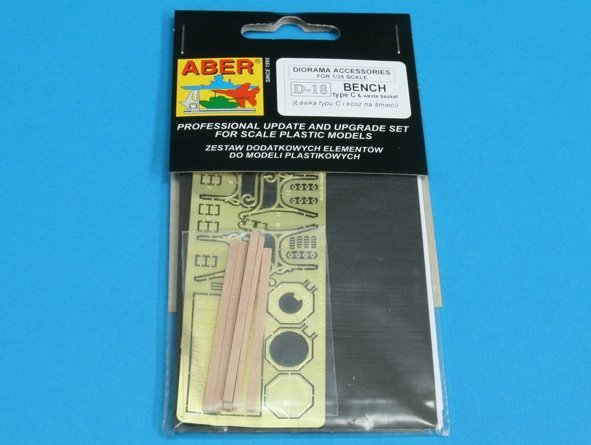 ABER®
SINCE 1995
DIORAMA ACCESSORIES
FOR 1/35 SCALE
D-18 BENCH
type C & waste basket
(Ławka typu C i kosz na śmieci)
PROFESSIONAL UPDATE AND UPGRADE SET
FOR SCALE PLASTIC MODELS
ZESTAW DODATKOWYCH ELEMENTÓW
DO MODELI PLASTIKOWYCH